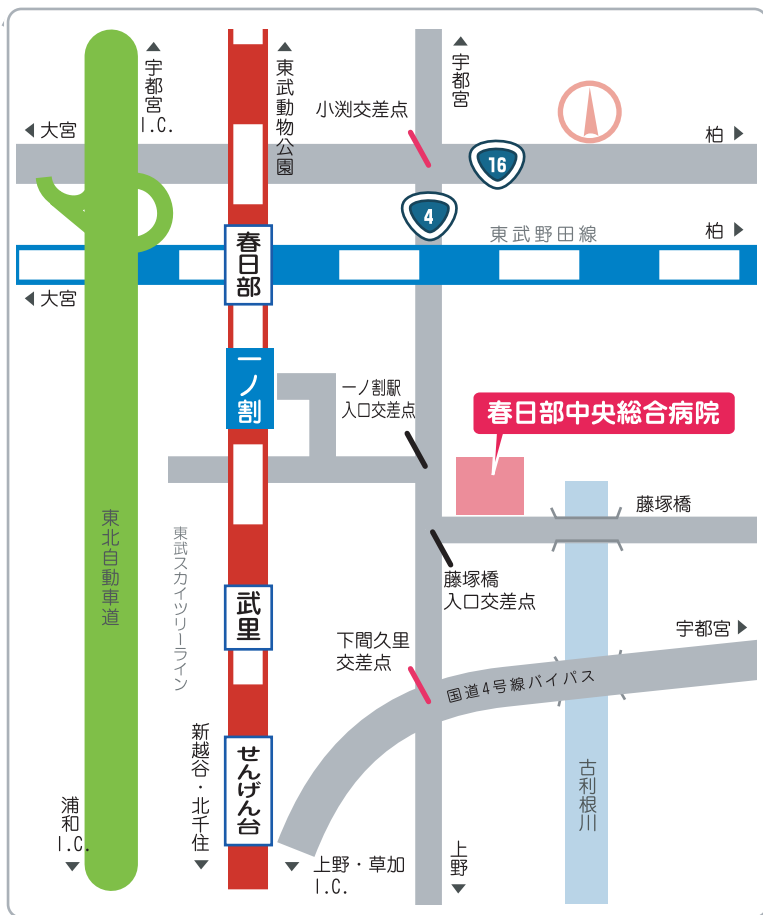 宇都宮
I.C.
東武動物公園
宇都宮
小渕交差点
大宮
柏
16
4
東武野田線
柏
大宮
春日部
一ノ割
一ノ割駅
入口交差点
春日部中央総合病院
藤塚橋
東北自動車道
東武スカイツリーライン
藤塚橋
入口交差点
武里
下間久里
交差点
宇都宮
国道4号線バイパス
新越谷・北千住
せんげん台
古利根川
浦和
I.C.
上野・草加
I.C.
上野